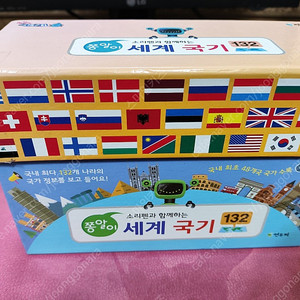 LG
소리펜과 함께하는
쫑알이 세계 국기 132
국내 최다 132개 나라의
국가 정보를 보고 들어요!
소리펜과 함께하는
쫑알이 세계 국기 132